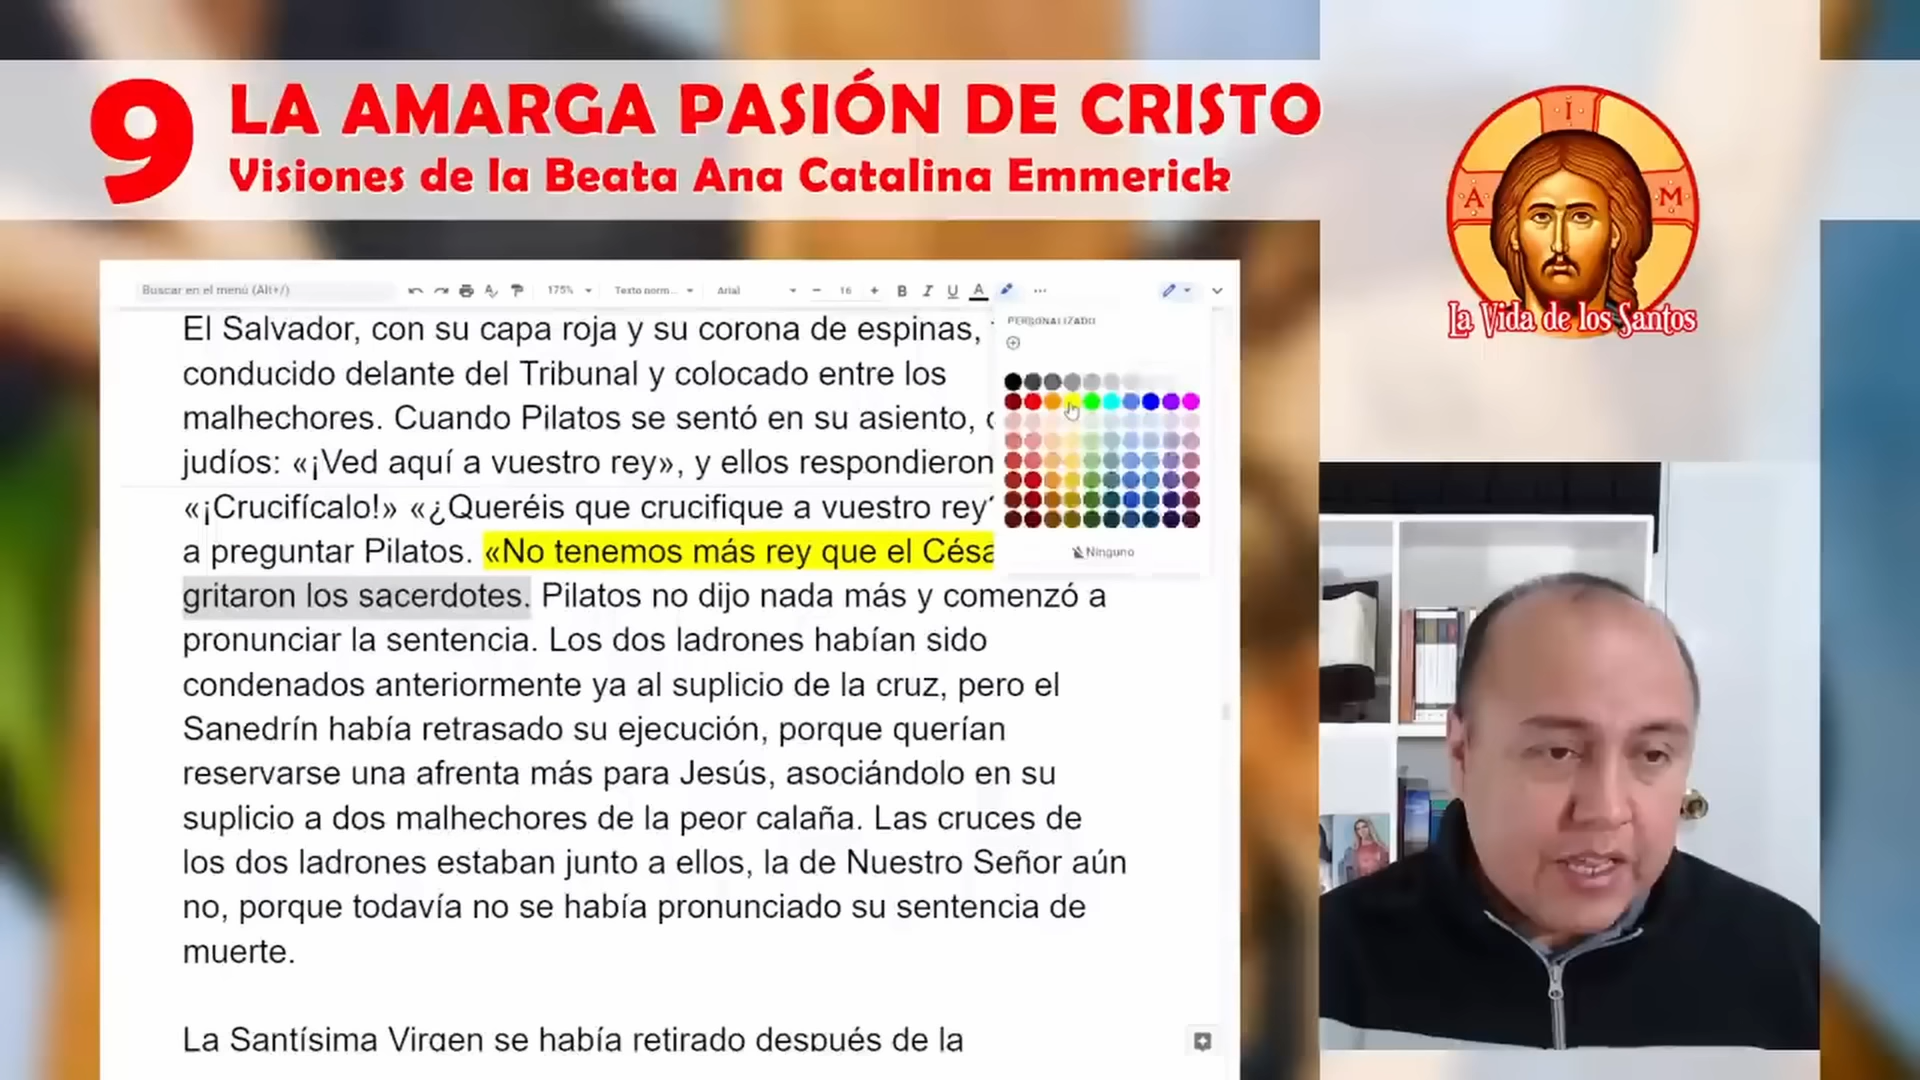 9
LA AMARGA PASIÓN DE CRISTO
Visiones de la Beata Ana Catalina Emmerick
I
A M
La Vida de los Santos
Buscar en el menú (Alt+/)
175% Texto norm... Arial – 16 + B I U A
PERSONALIZADO
Ninguno
El Salvador, con su capa roja y su corona de espinas,
conducido delante del Tribunal y colocado entre los
malhechores. Cuando Pilatos se sentó en su asiento,
judíos: «¡Ved aquí a vuestro rey», y ellos respondieron
«¡Crucifícalo!» «¿Queréis que crucifique a vuestro rey
a preguntar Pilatos. «No tenemos más rey que el Césa
gritaron los sacerdotes. Pilatos no dijo nada más y comenzó a
pronunciar la sentencia. Los dos ladrones habían sido
condenados anteriormente ya al suplicio de la cruz, pero el
Sanedrín había retrasado su ejecución, porque querían
reservarse una afrenta más para Jesús, asociándolo en su
suplicio a dos malhechores de la peor calaña. Las cruces de
los dos ladrones estaban junto a ellos, la de Nuestro Señor aún
no, porque todavía no se había pronunciado su sentencia de
muerte.
La Santísima Virgen se había retirado después de la